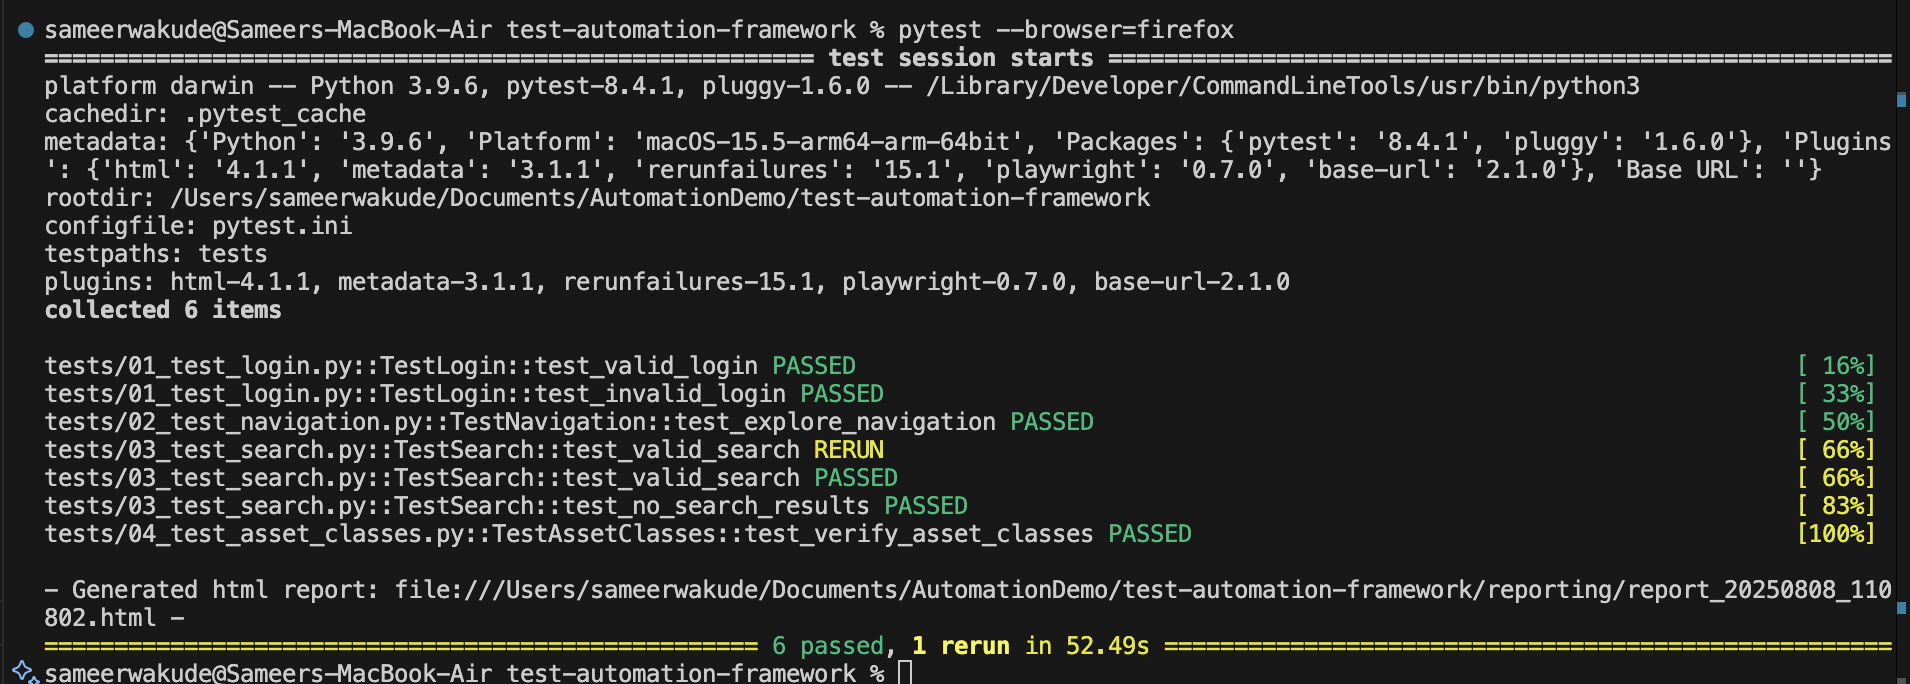 sameerwakude@Sameers-MacBook-Air test-automation-framework % pytest --browser=firefox
======================================================= test session starts ========================================================
platform darwin -- Python 3.9.6, pytest-8.4.1, pluggy-1.6.0 -- /Library/Developer/CommandLineTools/usr/bin/python3
cachedir: .pytest_cache
metadata: {'Python': '3.9.6', 'Platform': 'macOS-15.5-arm64-arm-64bit', 'Packages': {'pytest': '8.4.1', 'pluggy': '1.6.0'}, 'Plugins
': {'html': '4.1.1', 'metadata': '3.1.1', 'rerunfailures': '15.1', 'playwright': '0.7.0', 'base-url': '2.1.0'}, 'Base URL': ''}
rootdir: /Users/sameerwakude/Documents/AutomationDemo/test-automation-framework
configfile: pytest.ini
testpaths: tests
plugins: html-4.1.1, metadata-3.1.1, rerunfailures-15.1, playwright-0.7.0, base-url-2.1.0
collected 6 items
tests/01_test_login.py::TestLogin::test_valid_login PASSED [ 16%]
tests/01_test_login.py::TestLogin::test_invalid_login PASSED [ 33%]
tests/02_test_navigation.py::TestNavigation::test_explore_navigation PASSED [ 50%]
tests/03_test_search.py::TestSearch::test_valid_search RERUN [ 66%]
tests/03_test_search.py::TestSearch::test_valid_search PASSED [ 66%]
tests/03_test_search.py::TestSearch::test_no_search_results PASSED [ 83%]
tests/04_test_asset_classes.py::TestAssetClasses::test_verify_asset_classes PASSED [100%]
- Generated html report: file:///Users/sameerwakude/Documents/AutomationDemo/test-automation-framework/reporting/report_20250808_110
802.html -
=================================================== 6 passed, 1 rerun in 52.49s ====================================================
sameerwakude@Sameers-MacBook-Air test-automation-framework %